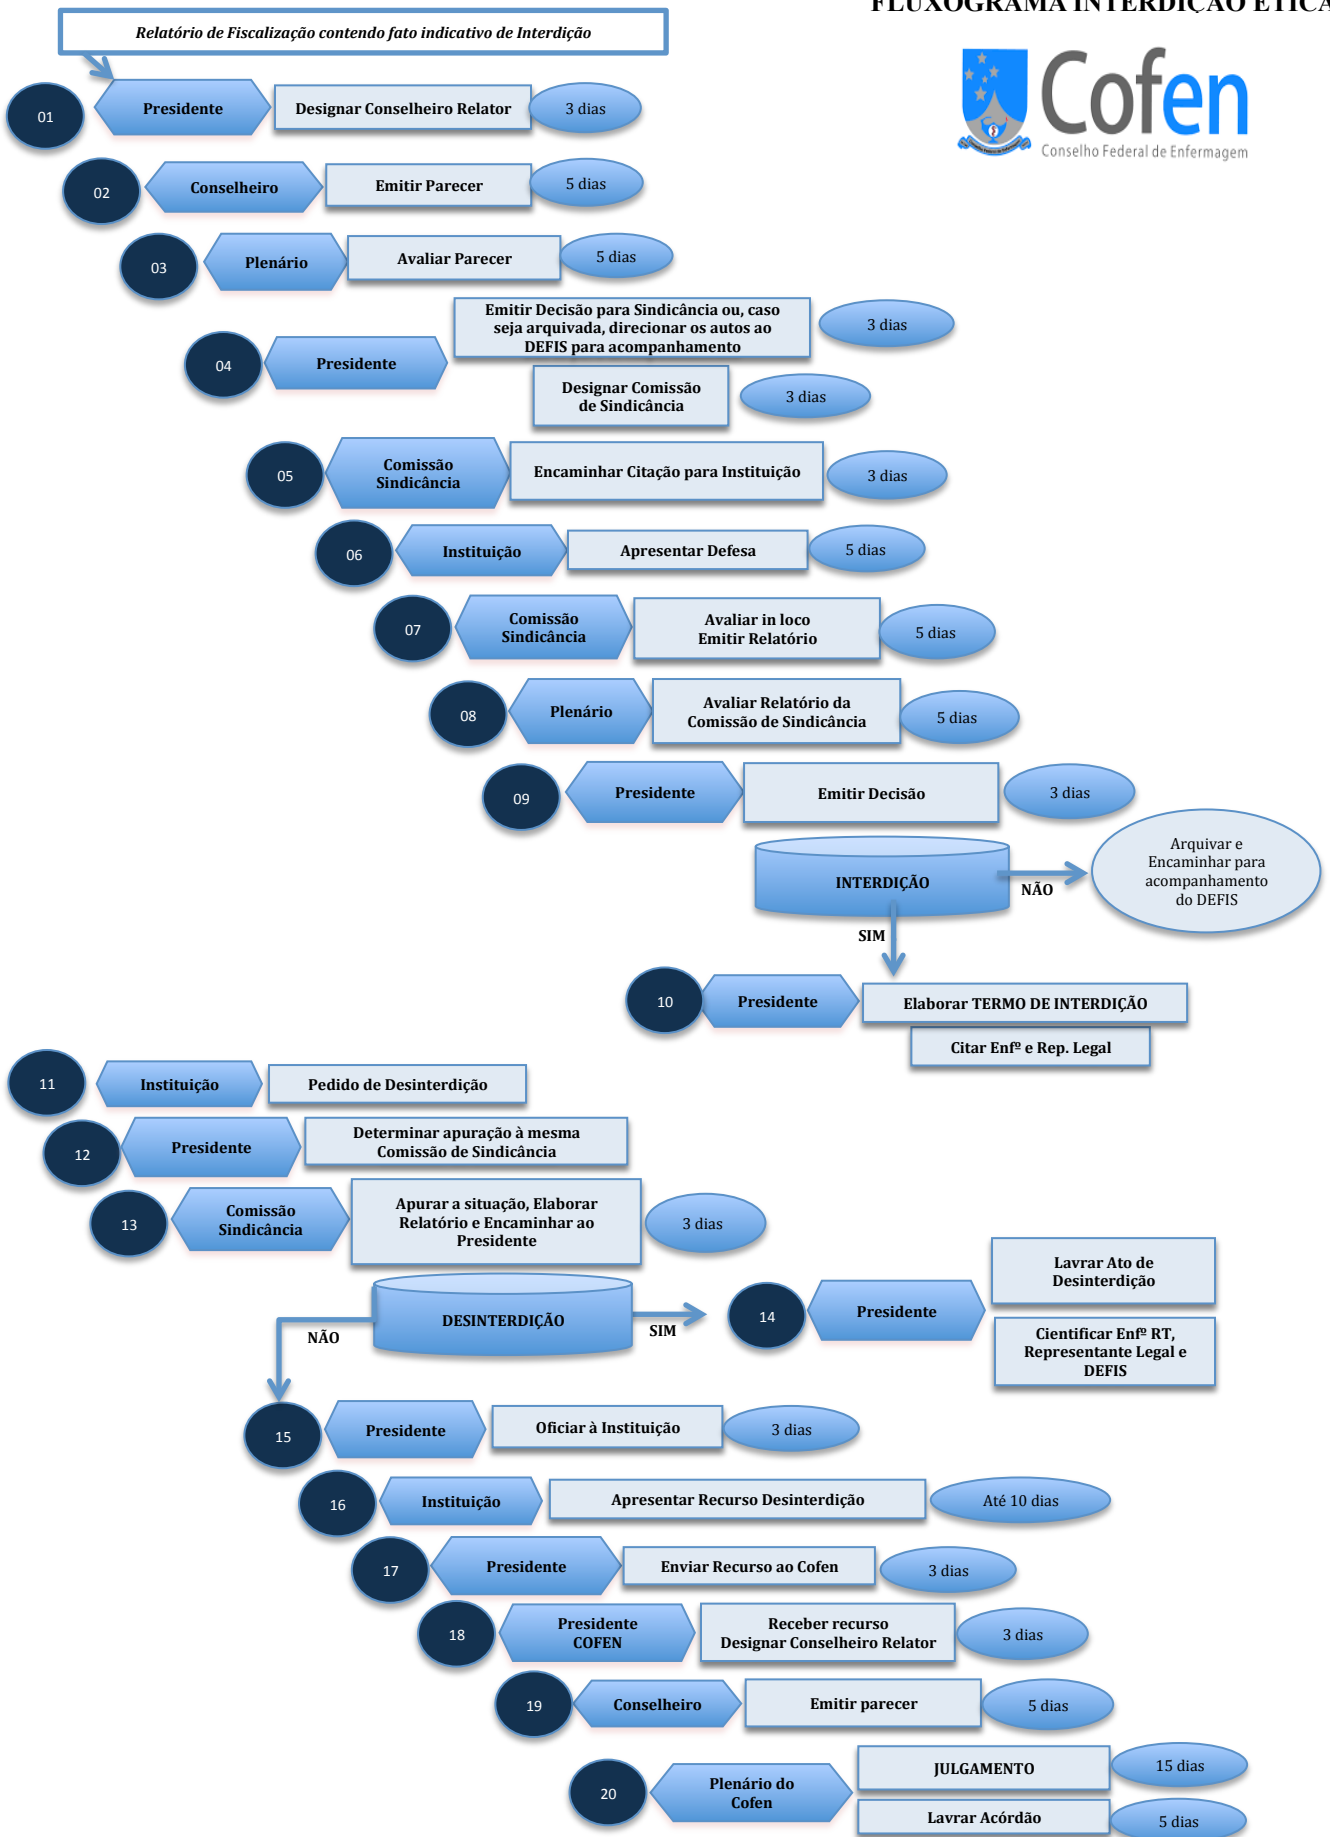 FLUXOGRAMA INTERDIÇÃO ÉTICA
Relatório de Fiscalização contendo fato indicativo de Interdição
Cofen
Conselho Federal de Enfermagem
01
Presidente
Designar Conselheiro Relator
3 dias
02
Conselheiro
Emitir Parecer
5 dias
03
Plenário
Avaliar Parecer
5 dias
04
Presidente
Emitir Decisão para Sindicância ou, caso
seja arquivada, direcionar os autos ao
DEFIS para acompanhamento
3 dias
Designar Comissão
de Sindicância
3 dias
05
Comissão
Sindicância
Encaminhar Citação para Instituição
3 dias
06
Instituição
Apresentar Defesa
5 dias
07
Comissão
Sindicância
Avaliar in loco
Emitir Relatório
5 dias
08
Plenário
Avaliar Relatório da
Comissão de Sindicância
5 dias
09
Presidente
Emitir Decisão
3 dias
INTERDIÇÃO
NÃO
Arquivar e
Encaminhar para
acompanhamento
do DEFIS
SIM
10
Presidente
Elaborar TERMO DE INTERDIÇÃO
Citar Enfº e Rep. Legal
11
Instituição
Pedido de Desinterdição
12
Presidente
Determinar apuração à mesma
Comissão de Sindicância
13
Comissão
Sindicância
Apurar a situação, Elaborar
Relatório e Encaminhar ao
Presidente
3 dias
DESINTERDIÇÃO
NÃO
SIM
14
Presidente
Lavrar Ato de
Desinterdição
Cientificar Enfº RT,
Representante Legal e
DEFIS
15
Presidente
Oficiar à Instituição
3 dias
16
Instituição
Apresentar Recurso Desinterdição
Até 10 dias
17
Presidente
Enviar Recurso ao Cofen
3 dias
18
Presidente
COFEN
Receber recurso
Designar Conselheiro Relator
3 dias
19
Conselheiro
Emitir parecer
5 dias
20
Plenário do
Cofen
JULGAMENTO
15 dias
Lavrar Acórdão
5 dias